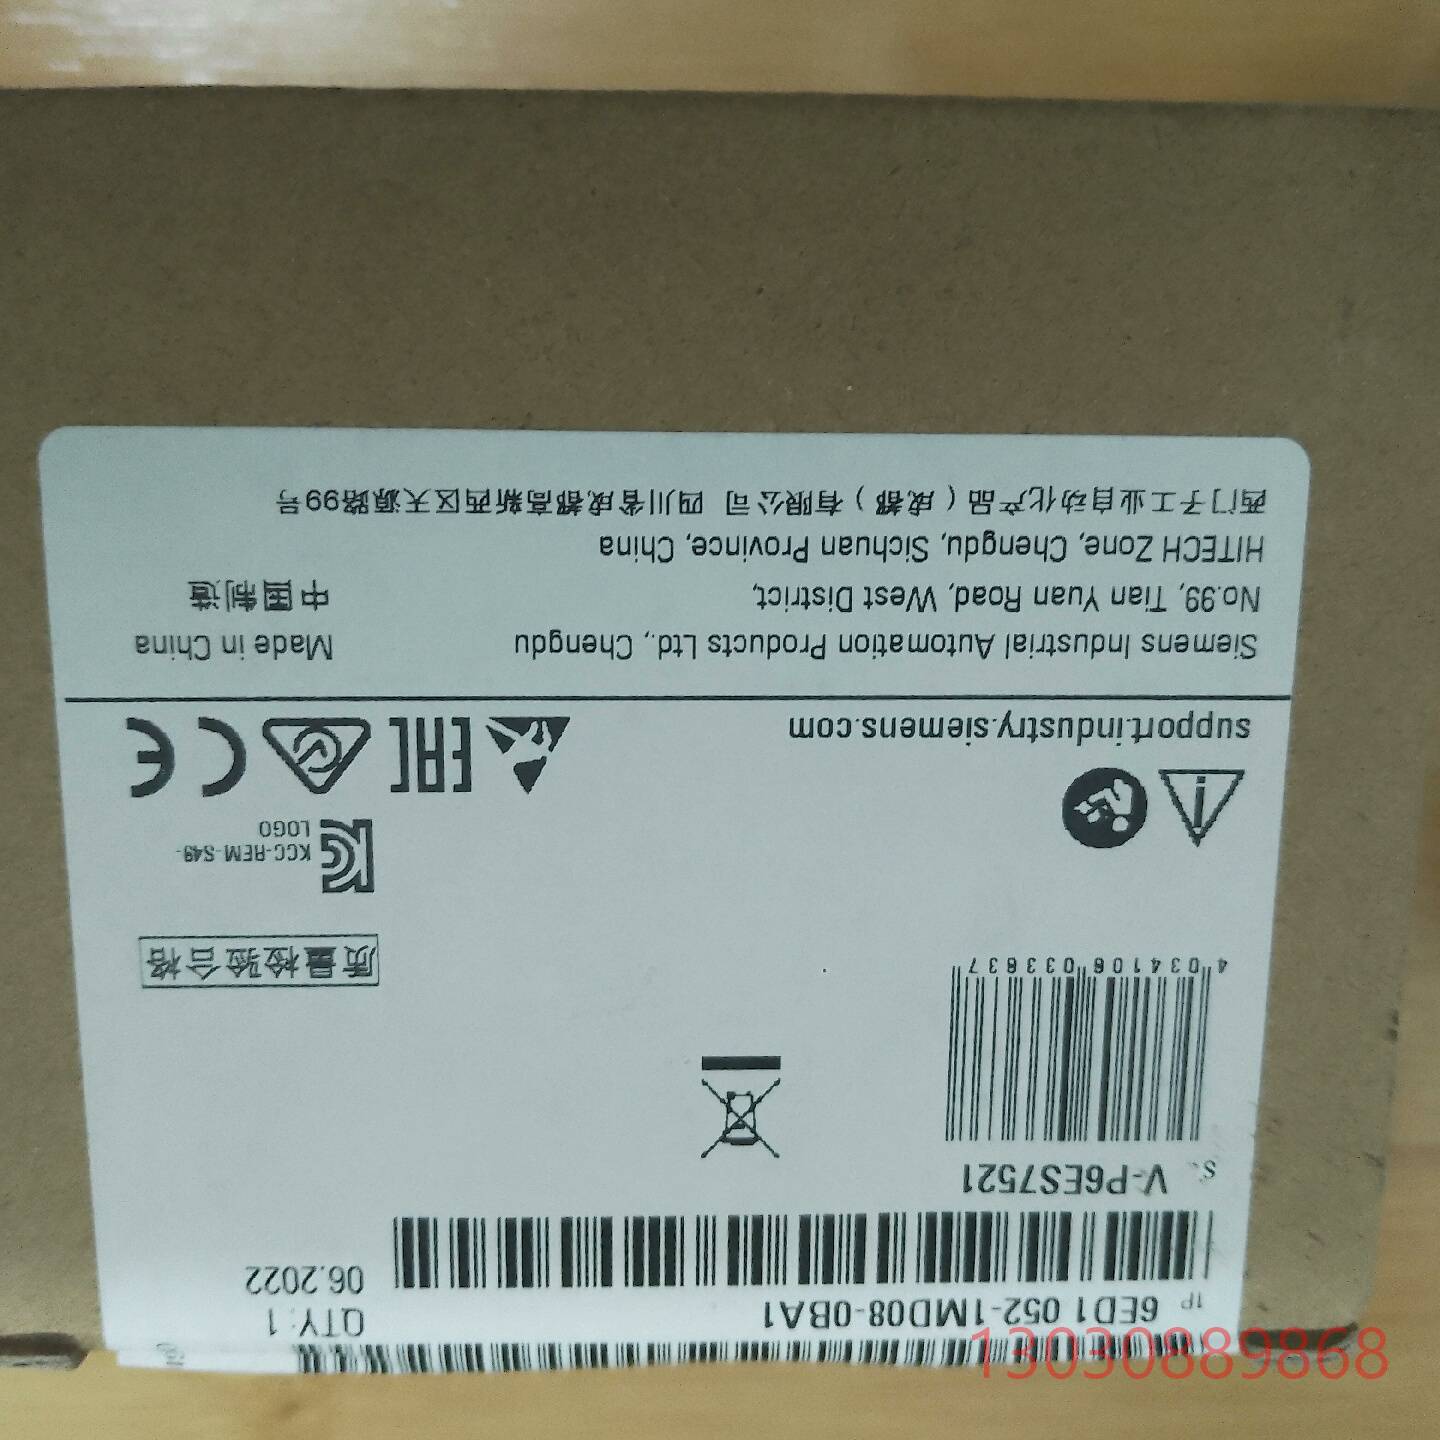 1P 6ED1 052-1MD08-0BA1
QTY: 1
06.2022
S V-P6ES7521
4 034106 033637
质量检验合格
KCC-REM-S49-
LOGO
support.industry.siemens.com
CE
EAC
Siemens Industrial Automation Products Ltd., Chengdu
Made in China
No.99, Tian Yuan Road, West District,
中国制造
HITECH Zone, Chengdu, Sichuan Province, China
西门子工业自动化产品（成都）有限公司 四川省成都高新西区天源路99号
13030889868